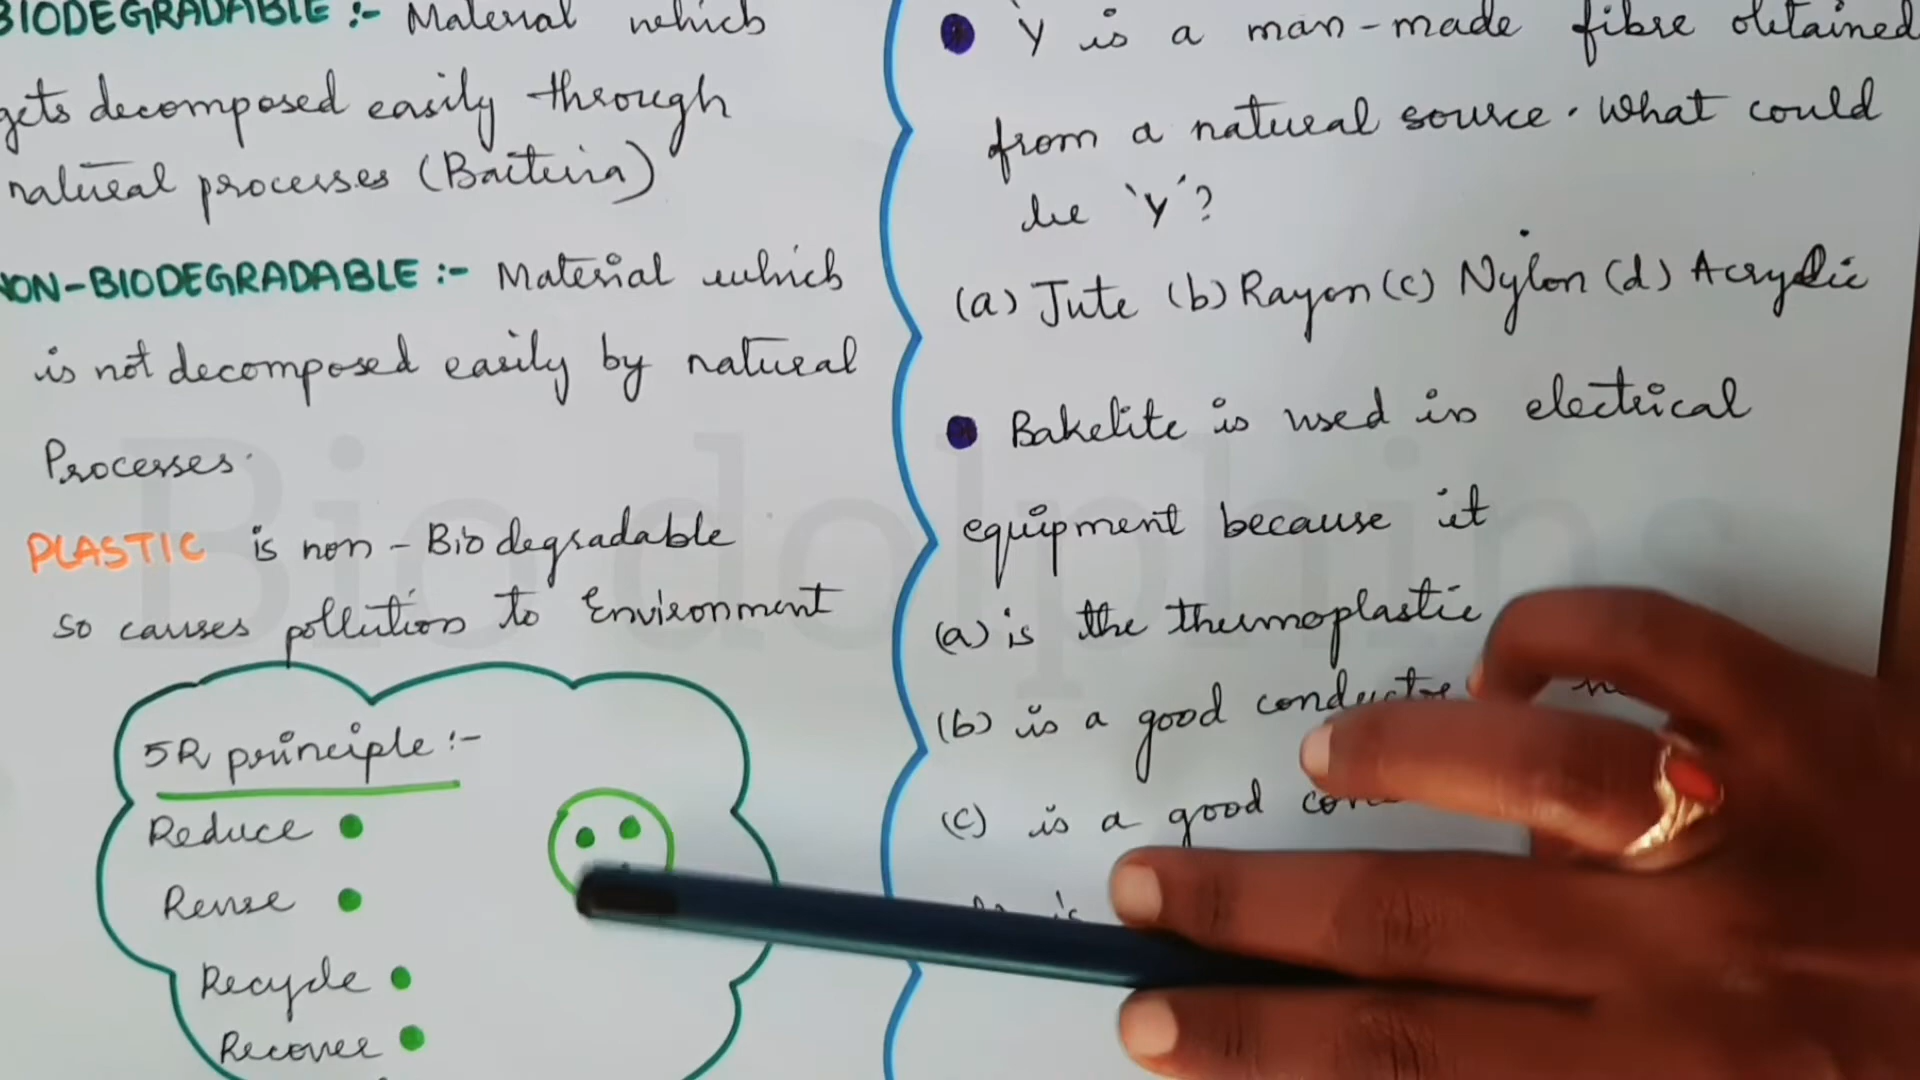 BIODEGRADABLE :- Material which
gets decomposed easily through
natural processes (Bacteria)
NON-BIODEGRADABLE :- Material which
is not decomposed easily by natural
Processes.
PLASTIC is non-Biodegradable
so causes pollution to Environment
5R principle :-
Reduce
Reuse
Recycle
Recover
'Y' is a man-made fibre obtained
from a natural source. What could
be 'Y'?
(a) Jute (b) Rayon (c) Nylon (d) Acrylic
Bakelite is used in electrical
equipment because it
(a) is the thermoplastic
(b) is a good
(c) is a good
Bio dolphins